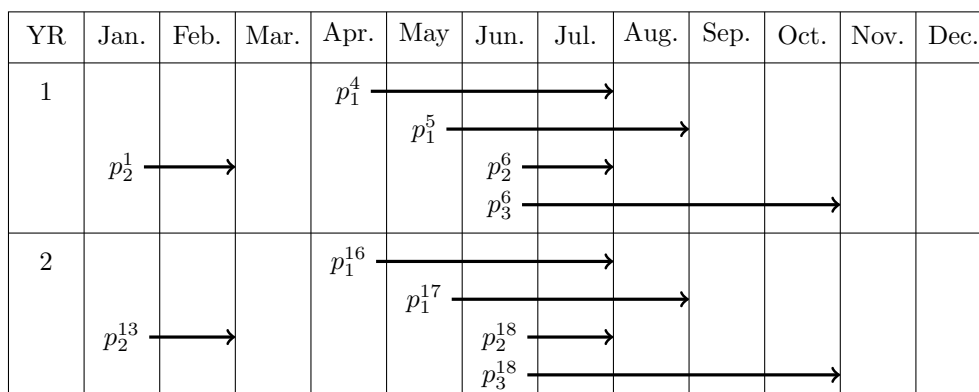 YR Jan. Feb. Mar. Apr. May Jun. Jul. Aug. Sep. Oct. Nov. Dec.
1 p_1^4
p_1^5
p_2^1 p_2^6
p_3^6
2 p_1^{16}
p_1^{17}
p_2^{13} p_2^{18}
p_3^{18}